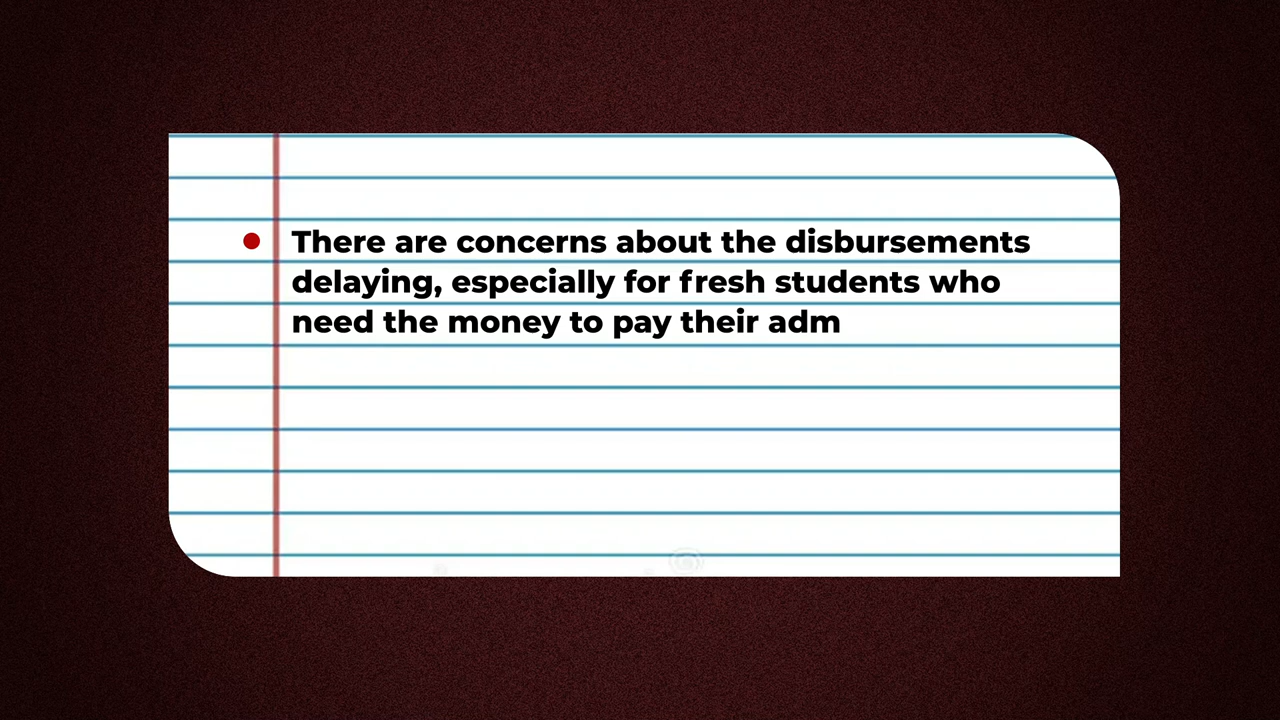 There are concerns about the disbursements
delaying, especially for fresh students who
need the money to pay their adm